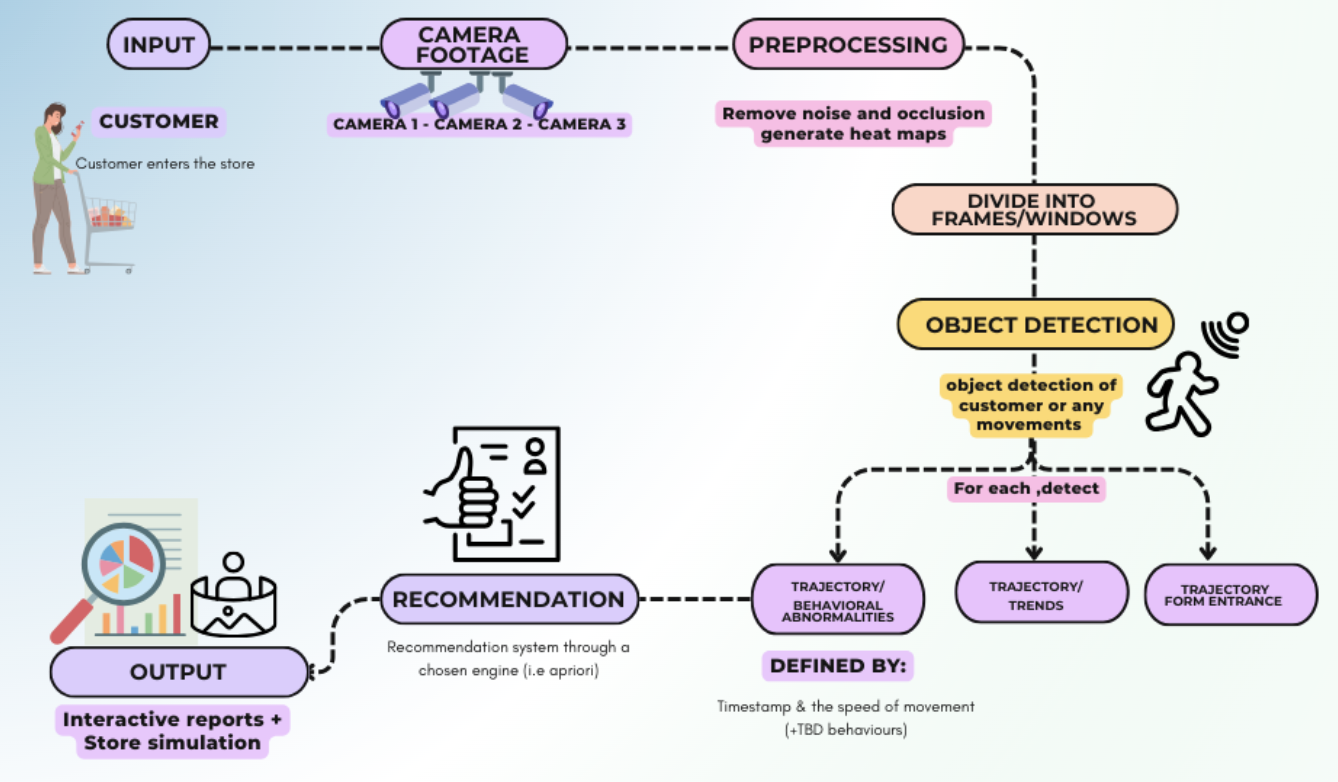 INPUT
CAMERA
FOOTAGE
PREPROCESSING
CUSTOMER
Customer enters the store
CAMERA 1 - CAMERA 2 - CAMERA 3
Remove noise and occlusion
generate heat maps
DIVIDE INTO
FRAMES/WINDOWS
OBJECT DETECTION
object detection of
customer or any
movements
For each ,detect
TRAJECTORY/
BEHAVIORAL
ABNORMALITIES
TRAJECTORY/
TRENDS
TRAJECTORY
FORM ENTRANCE
DEFINED BY:
Timestamp & the speed of movement
(+TBD behaviours)
RECOMMENDATION
Recommendation system through a
chosen engine (i.e apriori)
OUTPUT
Interactive reports +
Store simulation